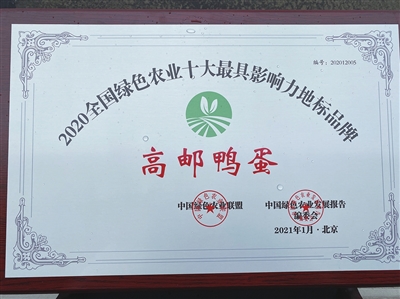 编号：202012005
2020全国绿色农业十大最具影响力地标品牌
高邮鸭蛋
中国绿色农业联盟
中国绿色农业发展报告
编委会
2021年1月·北京